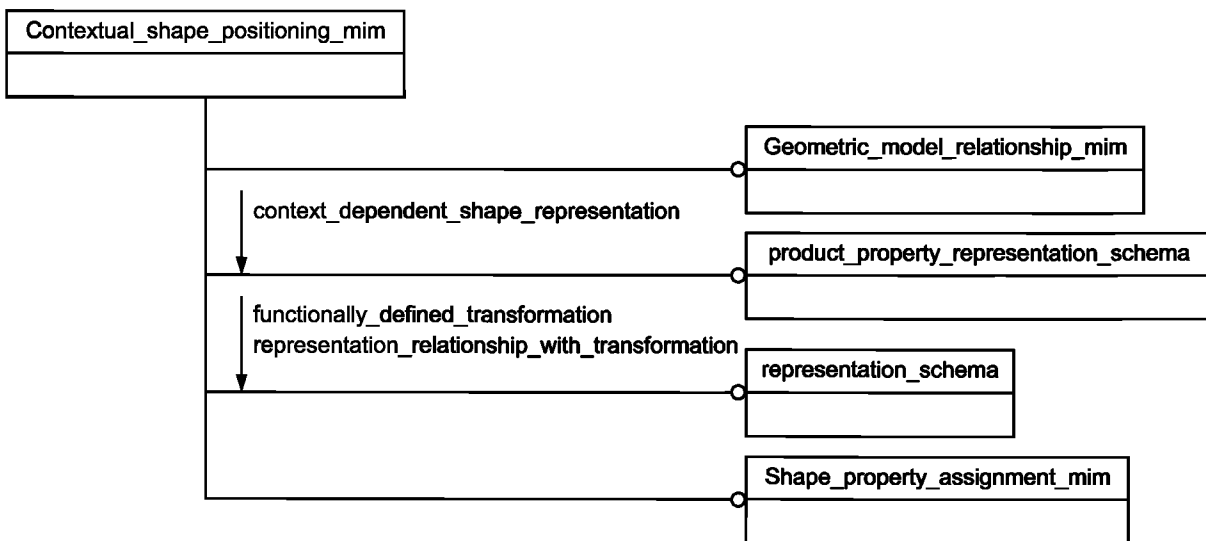 Contextual_shape_positioning_mim
Geometric_model_relationship_mim
context_dependent_shape_representation
product_property_representation_schema
functionally_defined_transformation
representation_relationship_with_transformation
representation_schema
Shape_property_assignment_mim